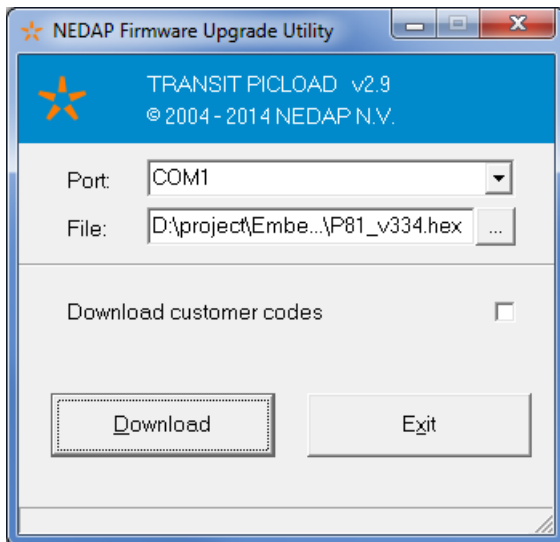 NEDAP Firmware Upgrade Utility
TRANSIT PICLOAD v2.9
© 2004 - 2014 NEDAP N.V.
Port: COM1
File: D:\project\Embe...\P81_v334.hex ...
Download customer codes
Download Exit